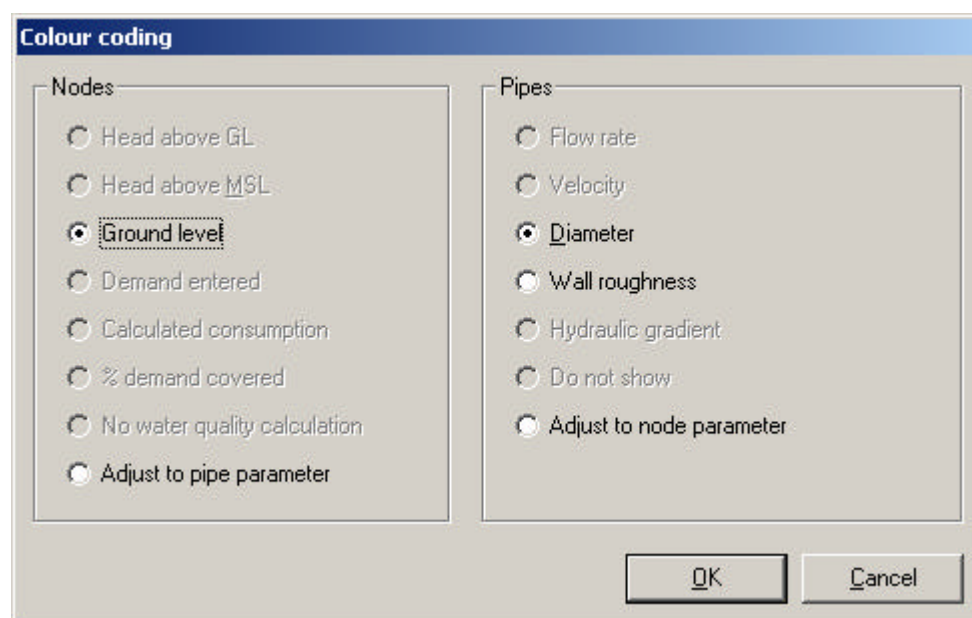 Colour coding
Nodes
Head above GL
Head above MSL
Ground level
Demand entered
Calculated consumption
% demand covered
No water quality calculation
Adjust to pipe parameter
Pipes
Flow rate
Velocity
Diameter
Wall roughness
Hydraulic gradient
Do not show
Adjust to node parameter
OK
Cancel